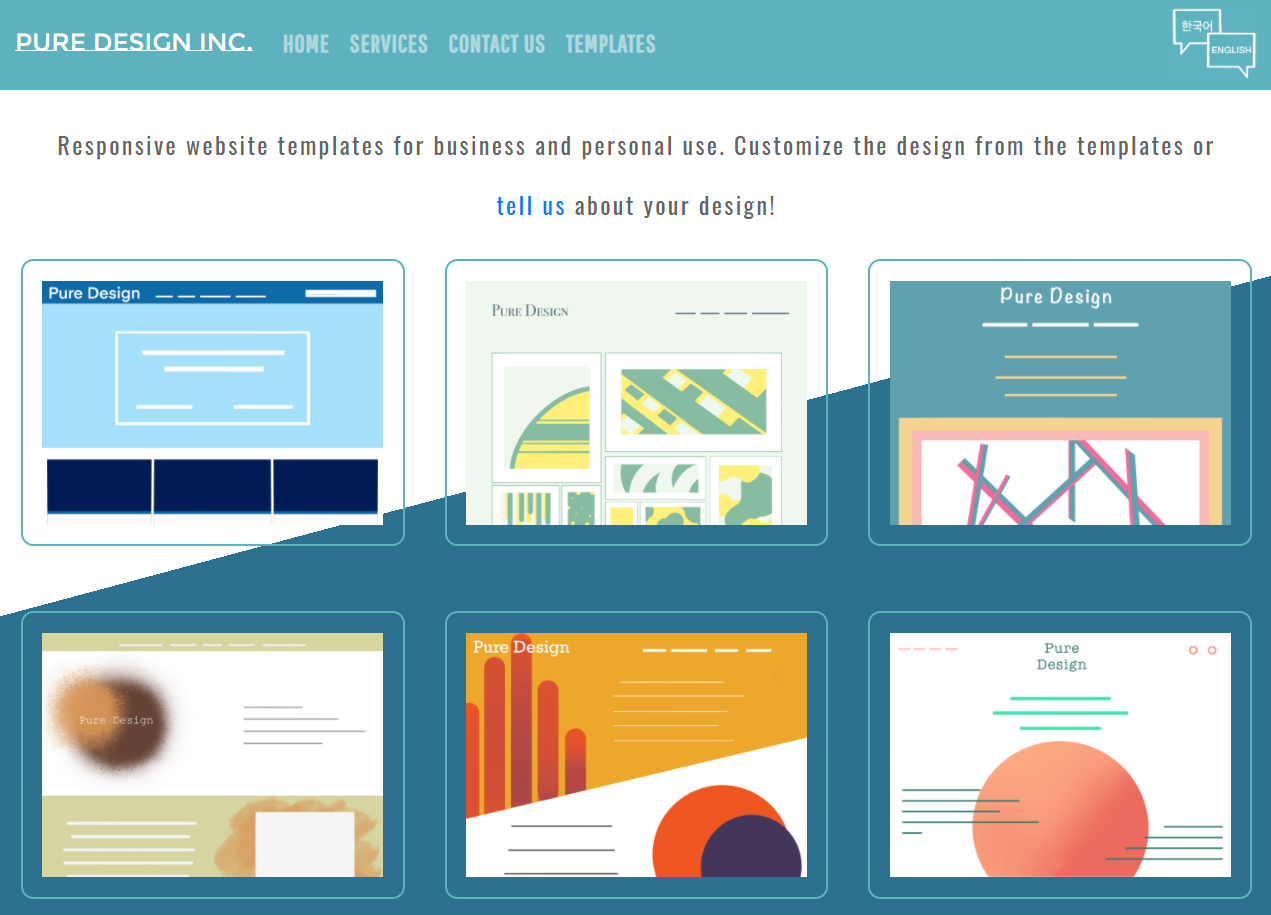 PURE DESIGN INC. HOME SERVICES CONTACT US TEMPLATES
한국어
ENGLISH
Responsive website templates for business and personal use. Customize the design from the templates or
tell us about your design!
Pure Design
PURE DESIGN
Pure Design
Pure Design
Pure Design
Pure
Design